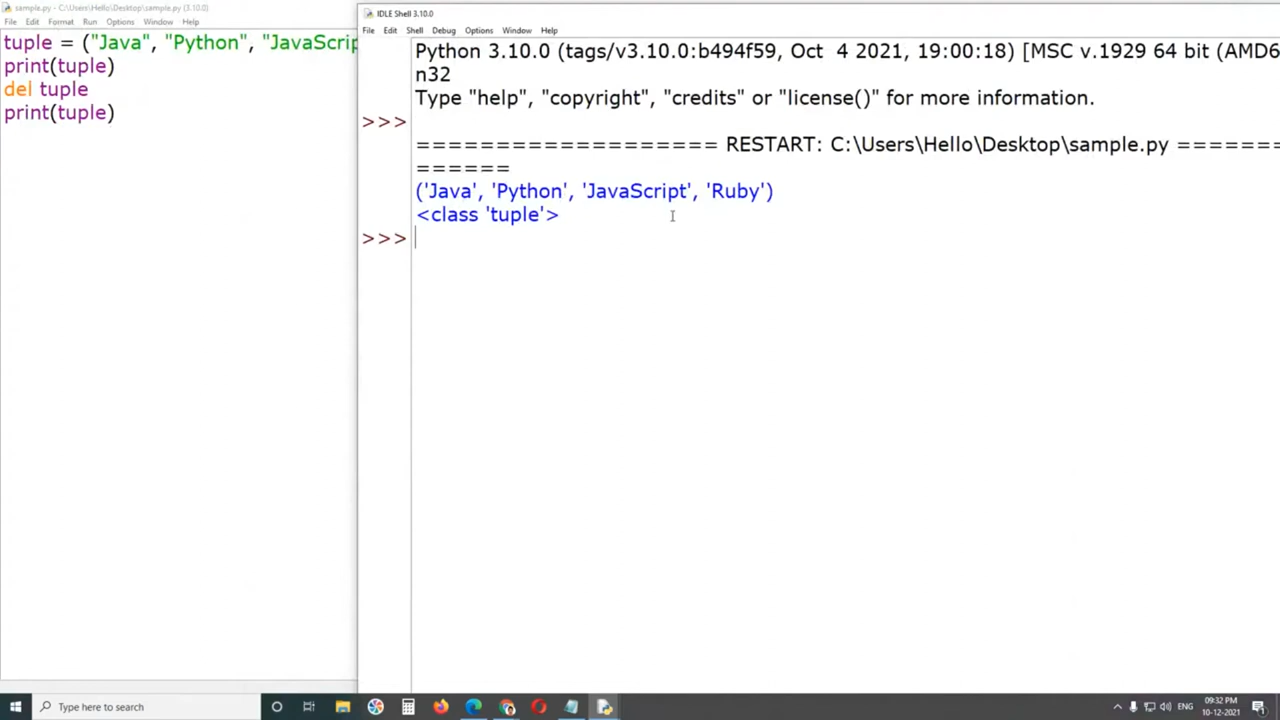 sample.py - C:\Users\Hello\Desktop\sample.py (3.10.0)
File Edit Format Run Options Window Help
tuple = ("Java", "Python", "JavaScrip
print(tuple)
del tuple
print(tuple)
IDLE Shell 3.10.0
File Edit Shell Debug Options Window Help
Python 3.10.0 (tags/v3.10.0:b494f59, Oct  4 2021, 19:00:18) [MSC v.1929 64 bit (AMD6
n32
Type "help", "copyright", "credits" or "license()" for more information.
>>>
=================== RESTART: C:\Users\Hello\Desktop\sample.py ========
======
('Java', 'Python', 'JavaScript', 'Ruby')
<class 'tuple'>
>>>
Type here to search
ENG
09:32 PM
10-12-2021
1